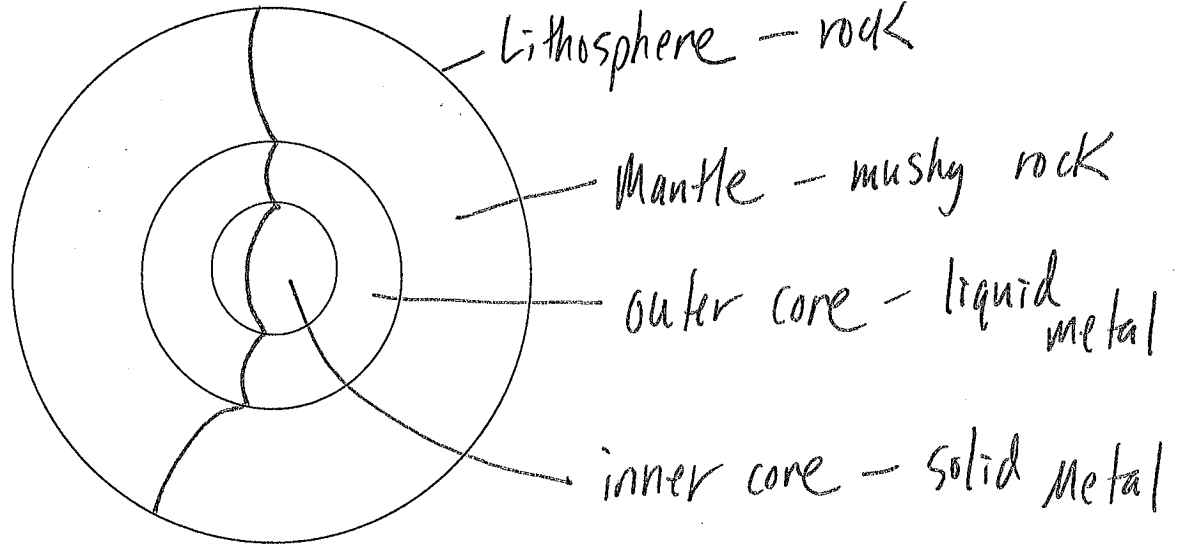 Lithosphere - rock
Mantle - mushy rock
outer core - liquid
metal
inner core - solid Metal